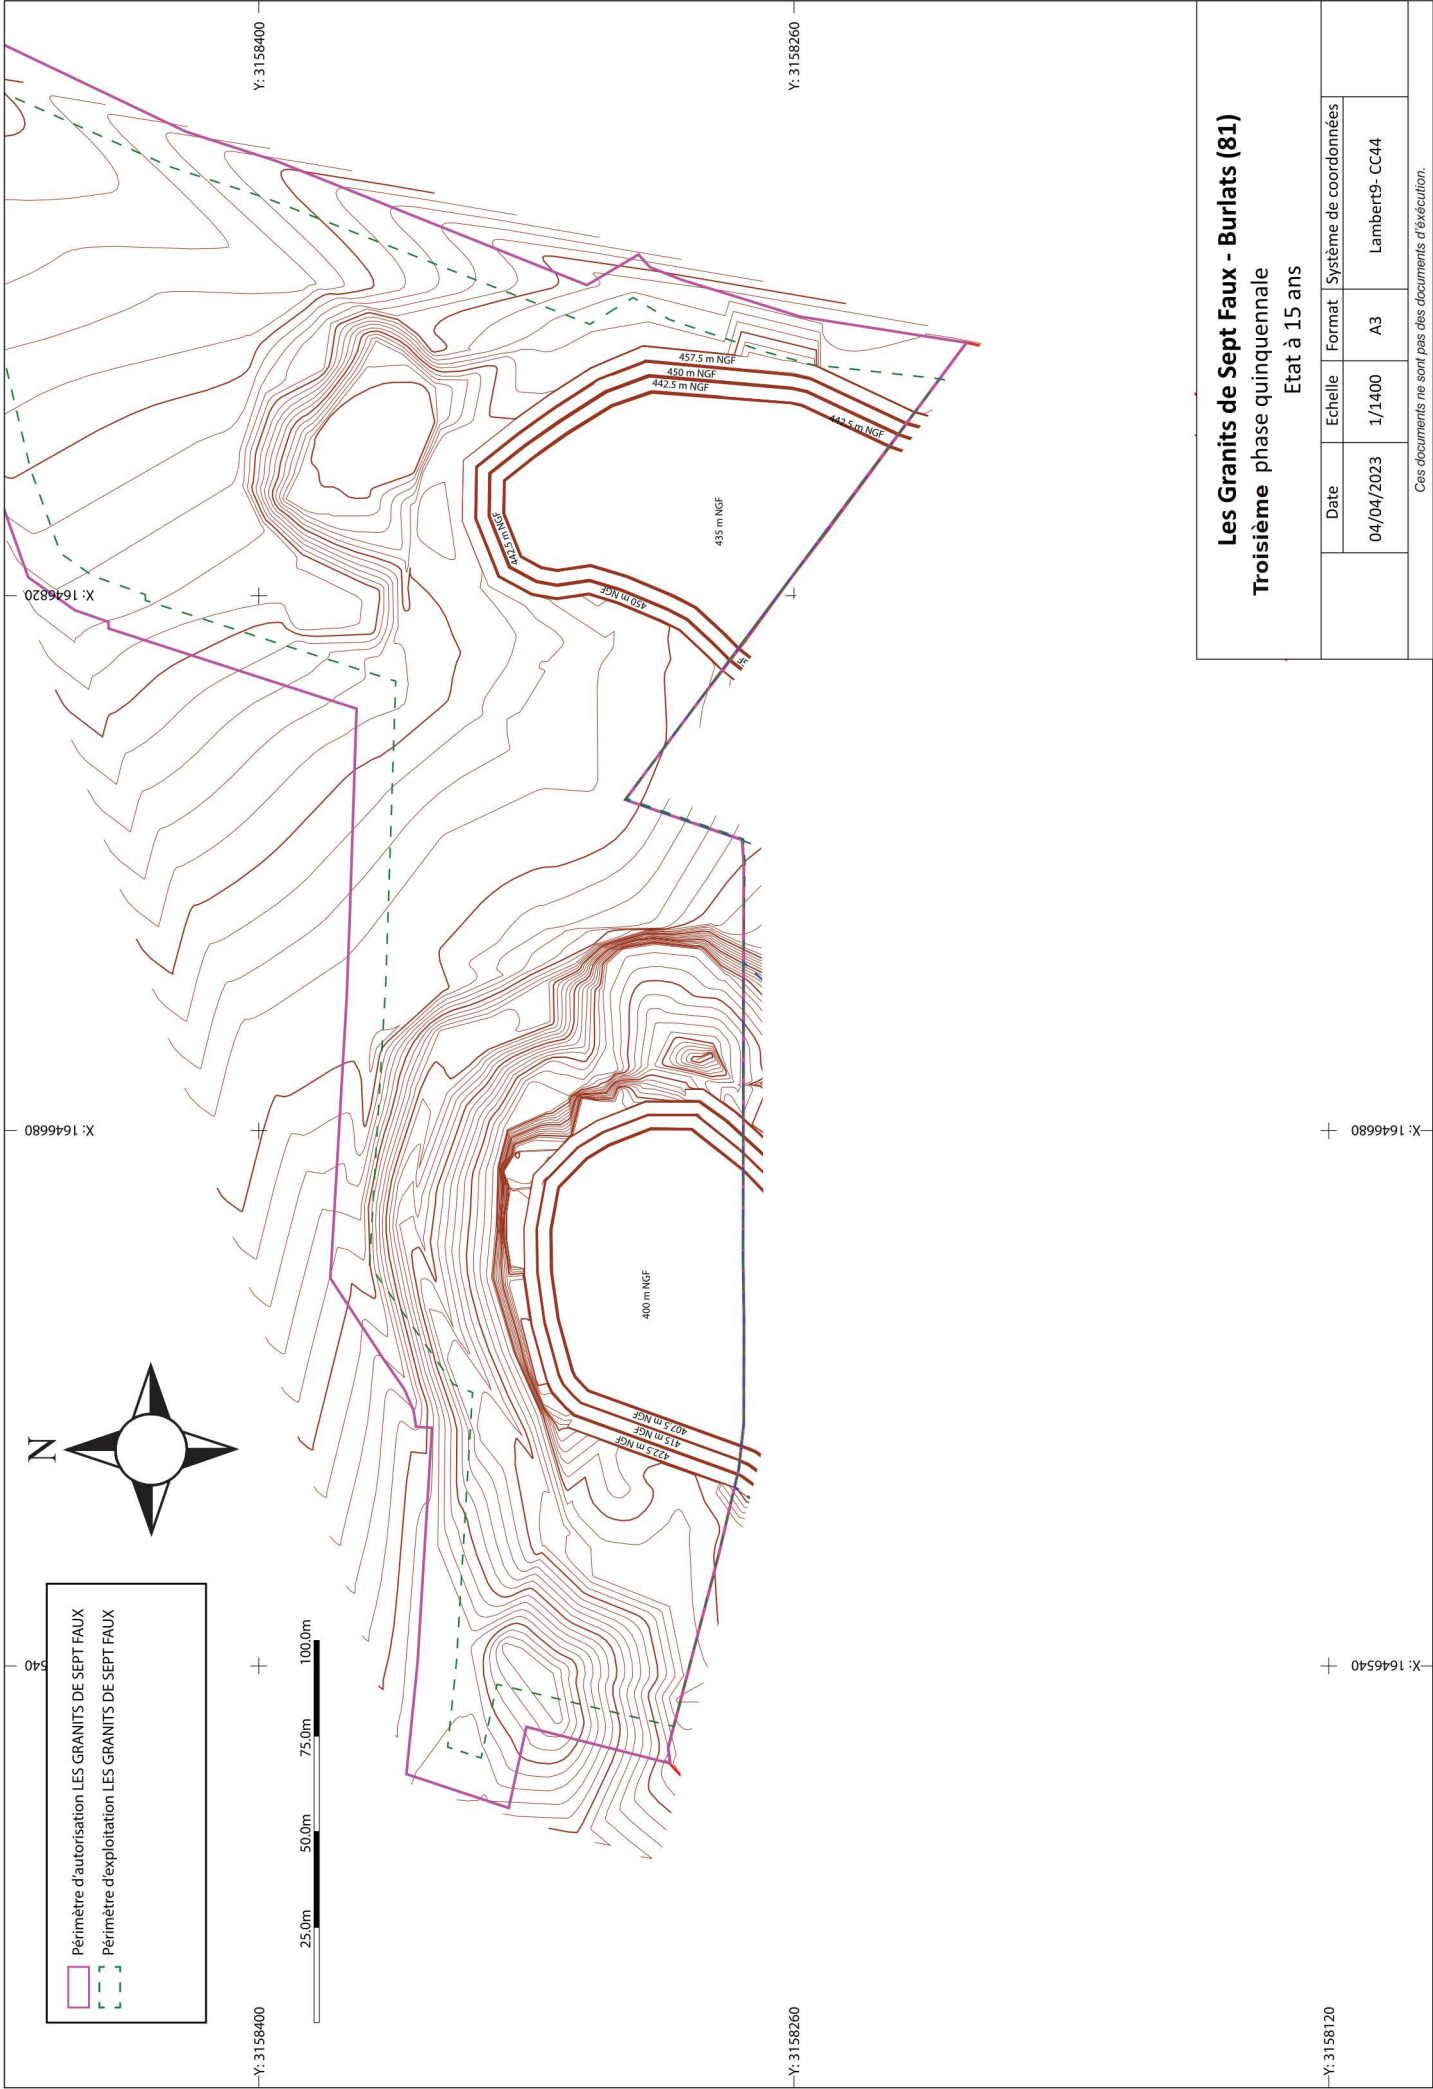 N
Périmètre d'autorisation LES GRANITS DE SEPT FAUX
Périmètre d'exploitation LES GRANITS DE SEPT FAUX
25.0m
50.0m
75.0m
100.0m
540
X: 1646680
X: 1646820
Y: 3158400
Y: 3158400
422.5 m NGF
415 m NGF
407.5 m NGF
400 m NGF
442.5 m NGF
450 m NGF
435 m NGF
457.5 m NGF
450 m NGF
442.5 m NGF
442.5 m NGF
Y: 3158260
Y: 3158260
Y: 3158120
X: 1646540
X: 1646680
Les Granits de Sept Faux - Burlats (81)
Troisième phase quinquennale
Etat à 15 ans
Date
Echelle
Format
Système de coordonnées
04/04/2023
1/1400
A3
Lambert9- CC44
Ces documents ne sont pas des documents d'éxécution.